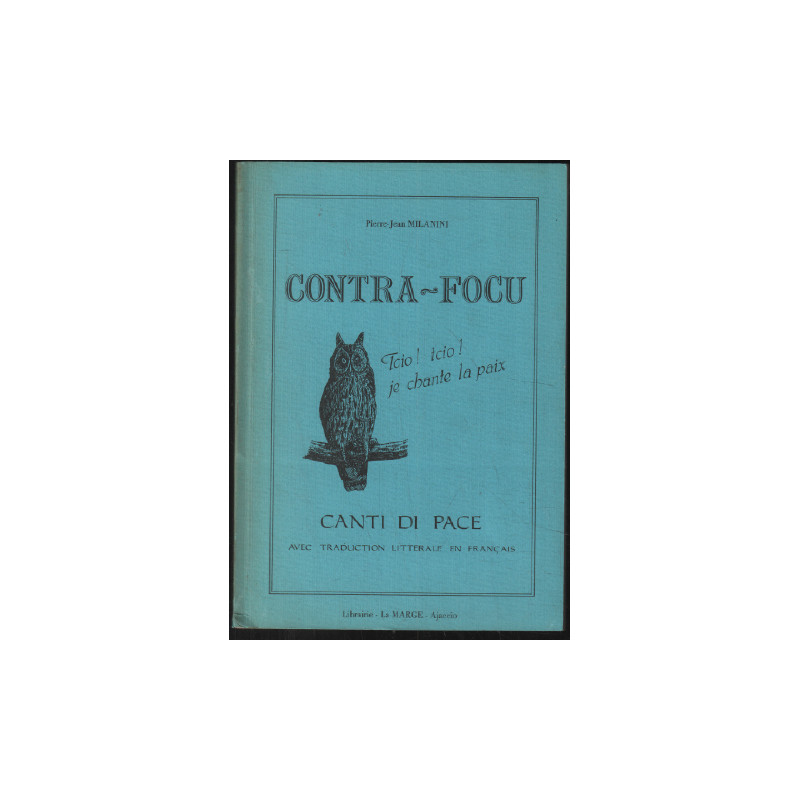 Pierre-Jean MILANINI
CONTRA~FOCU
Tcio! tcio!
je chante la paix
CANTI DI PACE
AVEC TRADUCTION LITTERALE EN FRANÇAIS
Librairie - La MARGE - Ajaccio